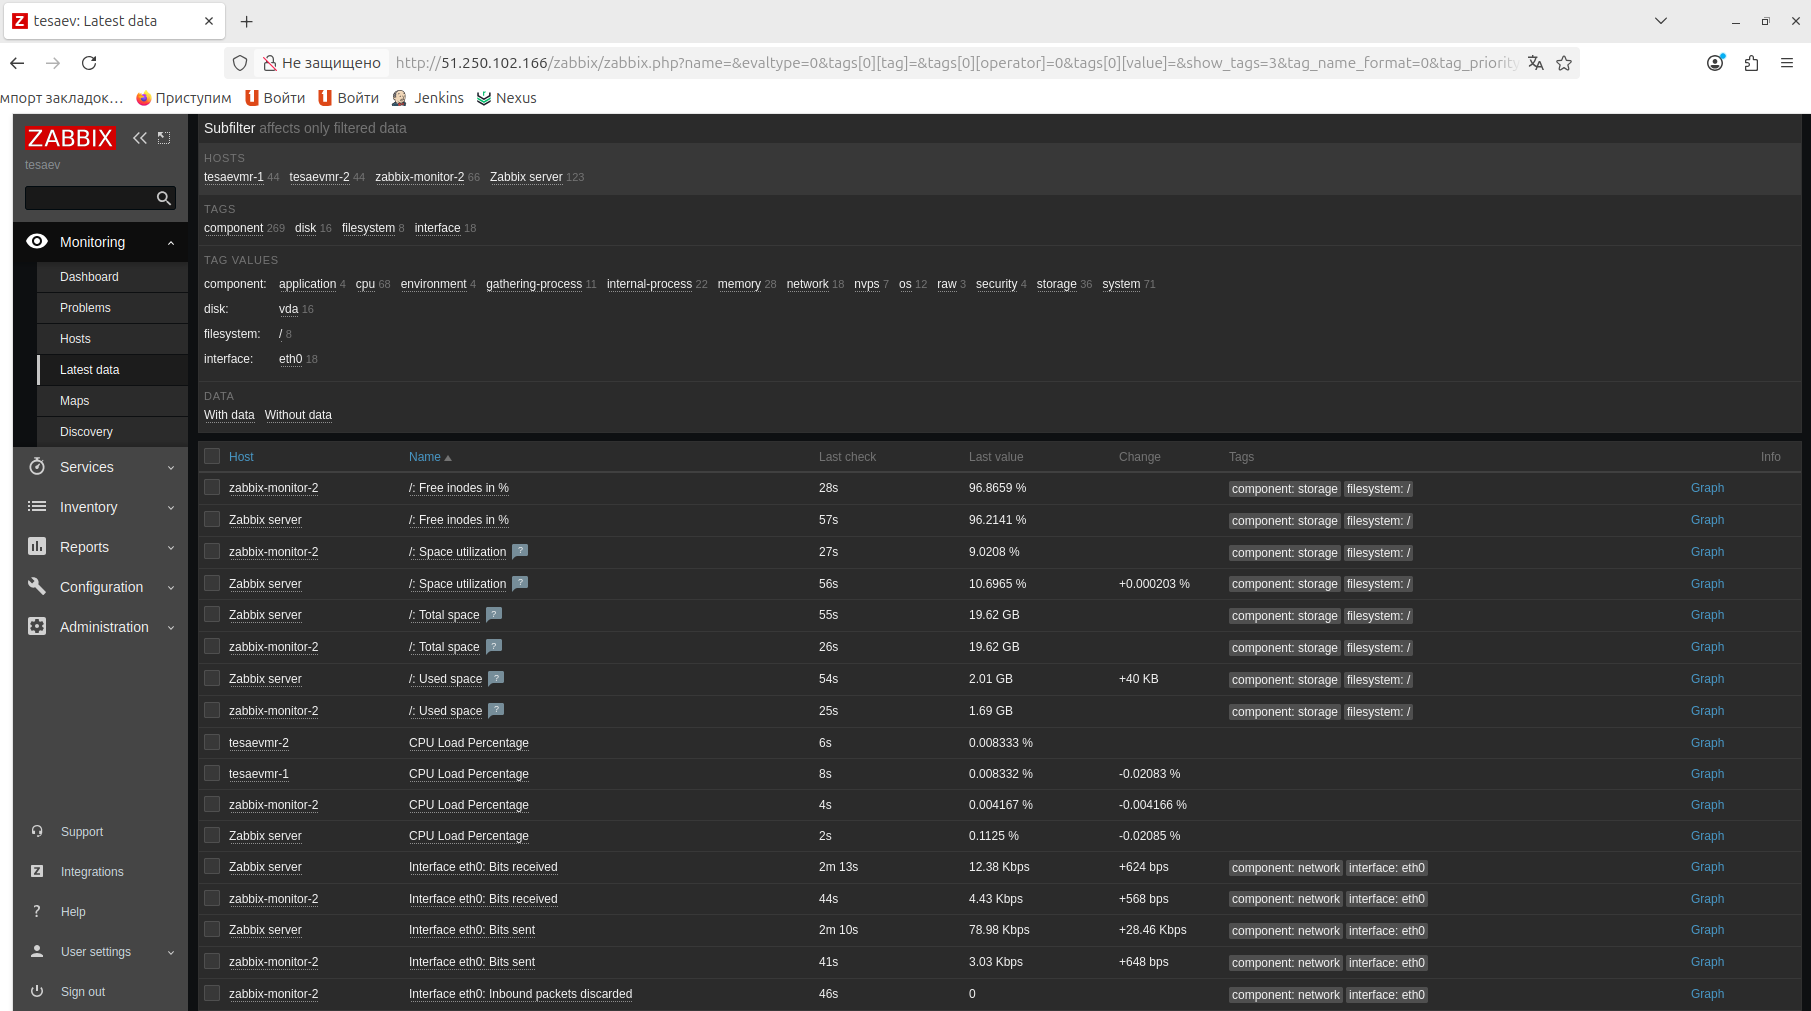 tesaev: Latest data
Не защищено http://51.250.102.166/zabbix/zabbix.php?name=&evaltype=0&tags[0][tag]=&tags[0][operator]=0&tags[0][value]=&show_tags=3&tag_name_format=0&tag_priority
мпорт закладок… Приступим Войти Войти Jenkins Nexus
ZABBIX
tesaev
Monitoring
Dashboard
Problems
Hosts
Latest data
Maps
Discovery
Services
Inventory
Reports
Configuration
Administration
Support
Integrations
Help
User settings
Sign out
Subfilter affects only filtered data
HOSTS
tesaevmr-1 44 tesaevmr-2 44 zabbix-monitor-2 66 Zabbix server 123
TAGS
component 269 disk 16 filesystem 8 interface 18
TAG VALUES
component: application 4 cpu 68 environment 4 gathering-process 11 internal-process 22 memory 28 network 18 nvps 7 os 12 raw 3 security 4 storage 36 system 71
disk: vda 16
filesystem: / 8
interface: eth0 18
DATA
With data Without data
Host Name Last check Last value Change Tags Info
zabbix-monitor-2 /: Free inodes in % 28s 96.8659 % component: storage filesystem: / Graph
Zabbix server /: Free inodes in % 57s 96.2141 % component: storage filesystem: / Graph
zabbix-monitor-2 /: Space utilization ? 27s 9.0208 % component: storage filesystem: / Graph
Zabbix server /: Space utilization ? 56s 10.6965 % +0.000203 % component: storage filesystem: / Graph
Zabbix server /: Total space ? 55s 19.62 GB component: storage filesystem: / Graph
zabbix-monitor-2 /: Total space ? 26s 19.62 GB component: storage filesystem: / Graph
Zabbix server /: Used space ? 54s 2.01 GB +40 KB component: storage filesystem: / Graph
zabbix-monitor-2 /: Used space ? 25s 1.69 GB component: storage filesystem: / Graph
tesaevmr-2 CPU Load Percentage 6s 0.008333 % Graph
tesaevmr-1 CPU Load Percentage 8s 0.008332 % -0.02083 % Graph
zabbix-monitor-2 CPU Load Percentage 4s 0.004167 % -0.004166 % Graph
Zabbix server CPU Load Percentage 2s 0.1125 % -0.02085 % Graph
Zabbix server Interface eth0: Bits received 2m 13s 12.38 Kbps +624 bps component: network interface: eth0 Graph
zabbix-monitor-2 Interface eth0: Bits received 44s 4.43 Kbps +568 bps component: network interface: eth0 Graph
Zabbix server Interface eth0: Bits sent 2m 10s 78.98 Kbps +28.46 Kbps component: network interface: eth0 Graph
zabbix-monitor-2 Interface eth0: Bits sent 41s 3.03 Kbps +648 bps component: network interface: eth0 Graph
zabbix-monitor-2 Interface eth0: Inbound packets discarded 46s 0 component: network interface: eth0 Graph